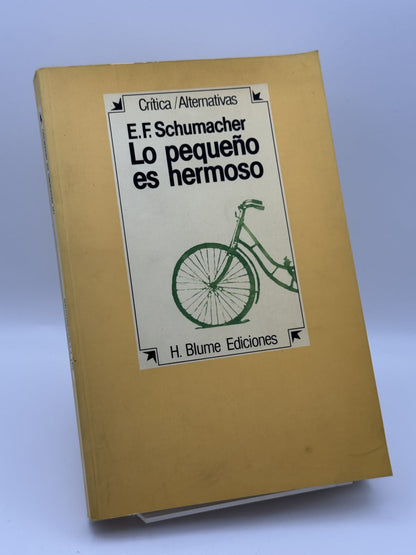 Crítica/Alternativas
E.F. Schumacher
Lo pequeño
es hermoso
H. Blume Ediciones